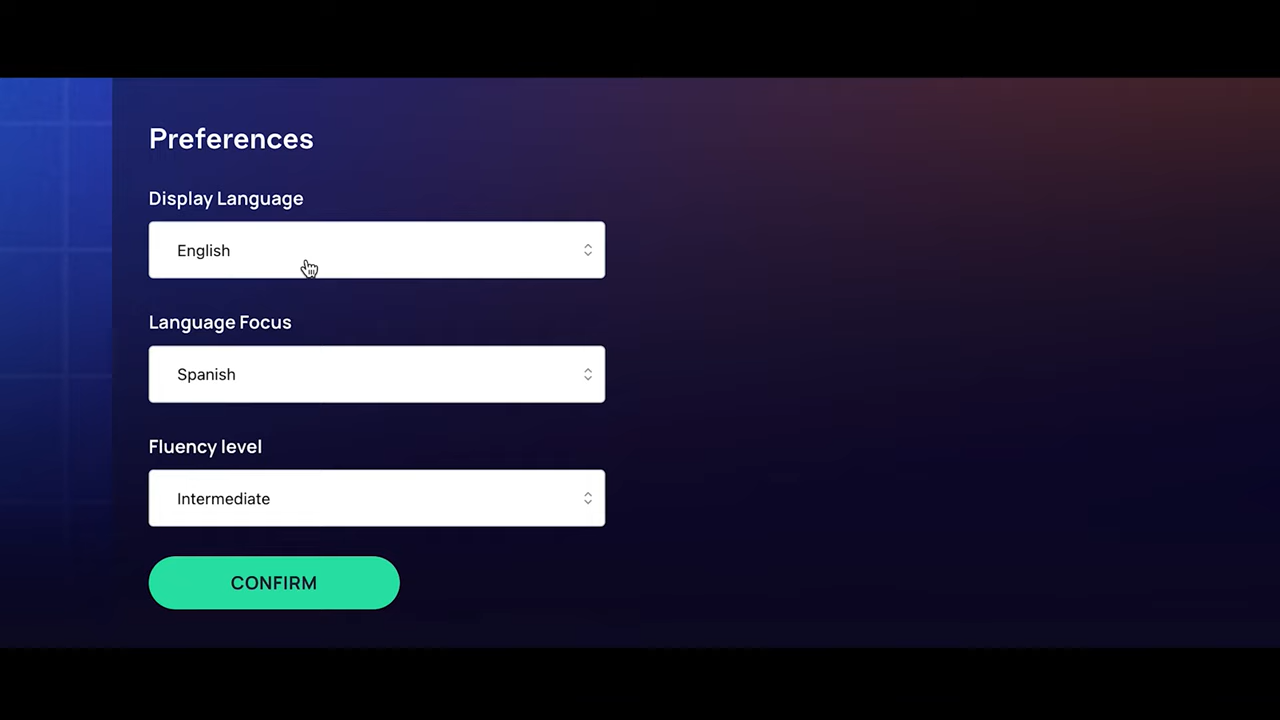 Preferences
Display Language
English
Language Focus
Spanish
Fluency level
Intermediate
CONFIRM